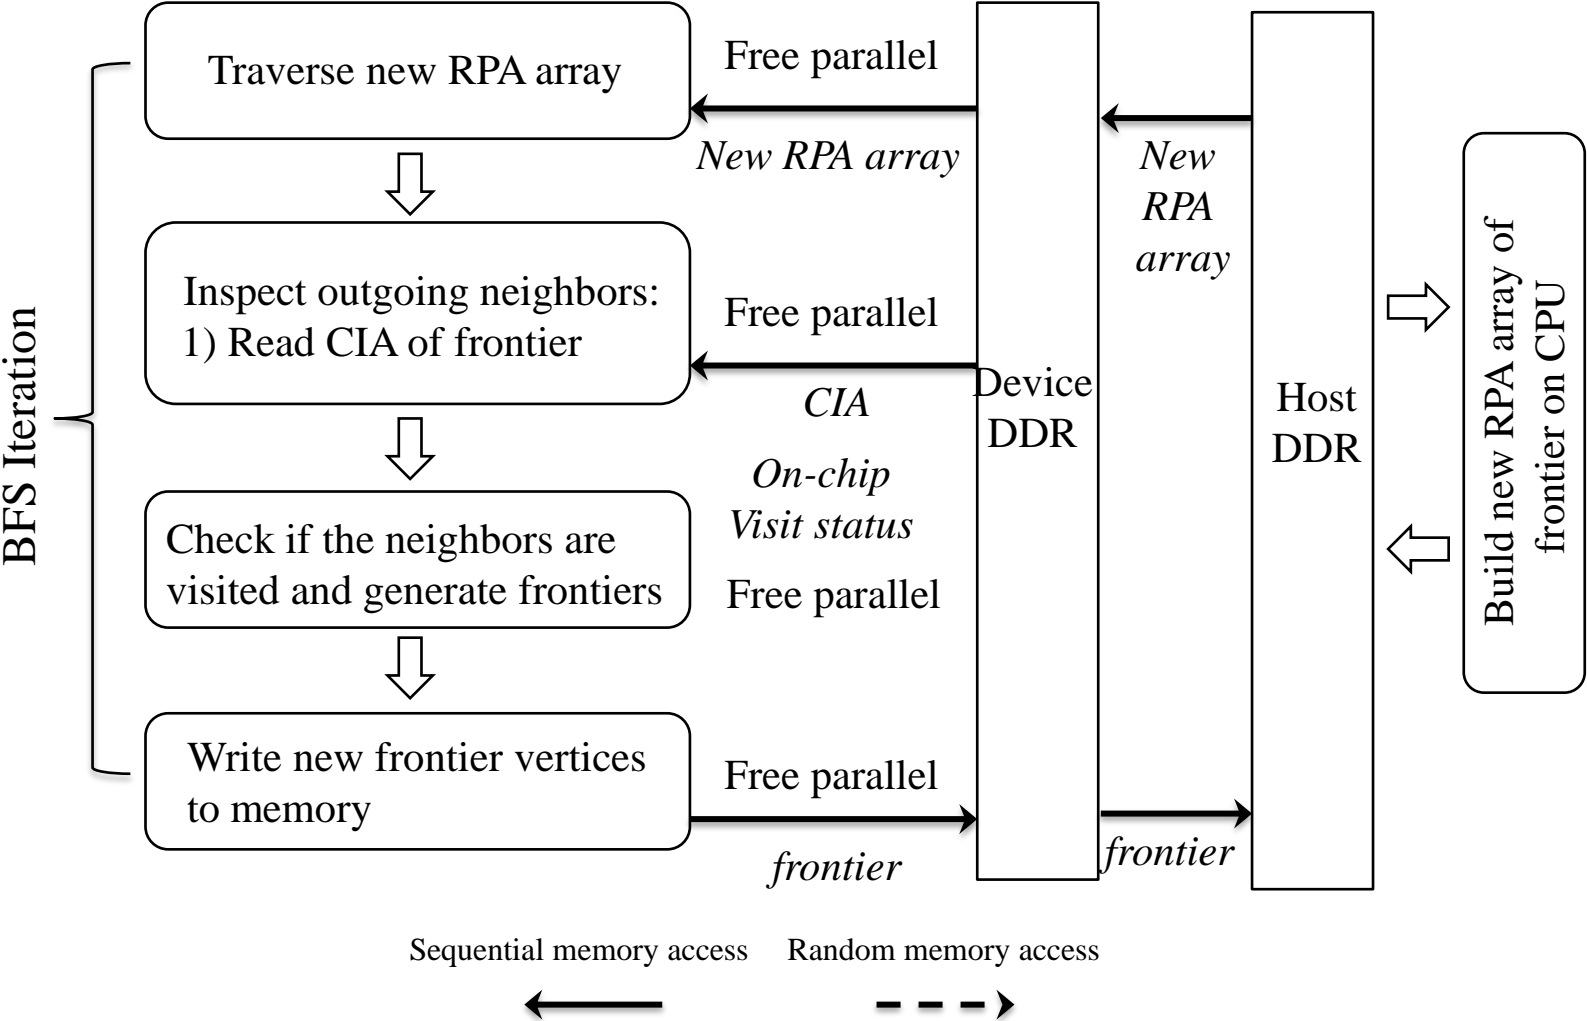 BFS Iteration
Traverse new RPA array
Free parallel
New RPA array
New
RPA
array
Inspect outgoing neighbors:
1) Read CIA of frontier
Free parallel
CIA
Device
DDR
Host
DDR
Build new RPA array of
frontier on CPU
On-chip
Visit status
Check if the neighbors are
visited and generate frontiers
Free parallel
Write new frontier vertices
to memory
Free parallel
frontier
frontier
Sequential memory access
Random memory access